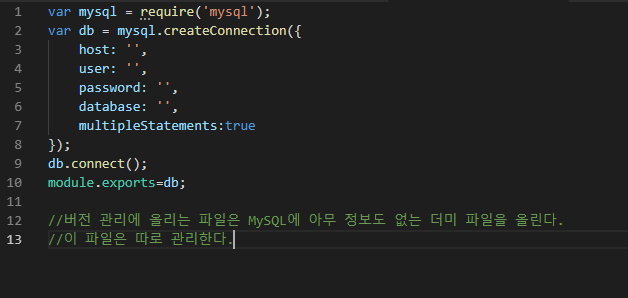 1 var mysql = require('mysql');
2 var db = mysql.createConnection({
3     host: '',
4     user: '',
5     password: '',
6     database: '',
7     multipleStatements:true
8 });
9 db.connect();
10 module.exports=db;
11
12 //버전 관리에 올리는 파일은 MySQL에 아무 정보도 없는 더미 파일을 올린다.
13 //이 파일은 따로 관리한다.